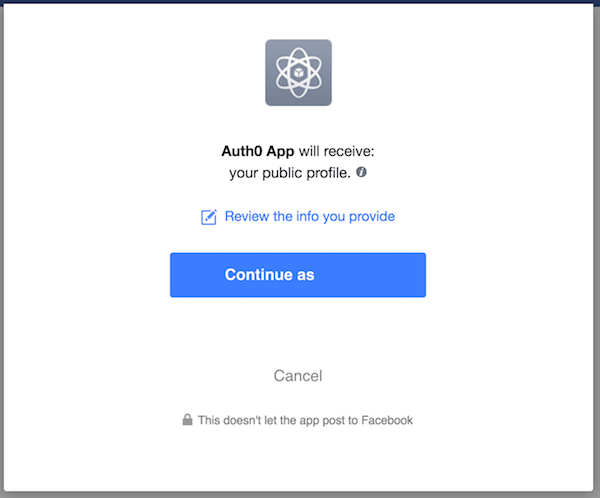 Auth0 App will receive:
your public profile.
Review the info you provide
Continue as
Cancel
This doesn't let the app post to Facebook